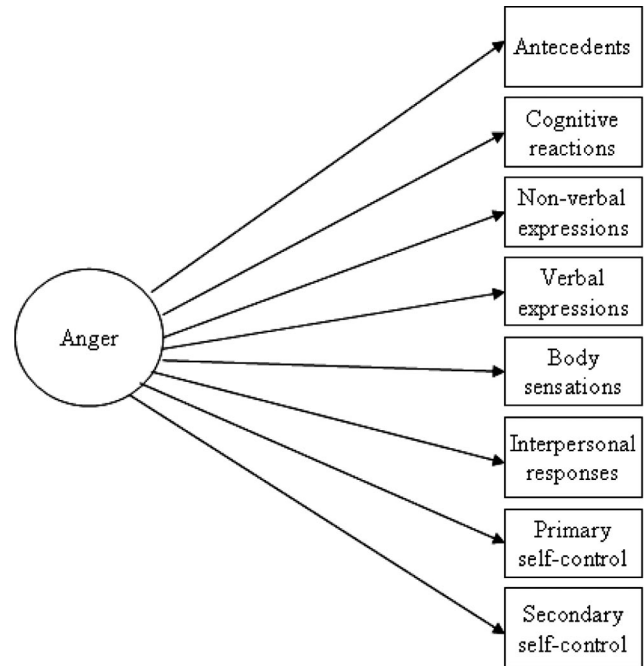 Antecedents
Cognitive
reactions
Non-verbal
expressions
Verbal
expressions
Anger
Body
sensations
Interpersonal
responses
Primary
self-control
Secondary
self-control